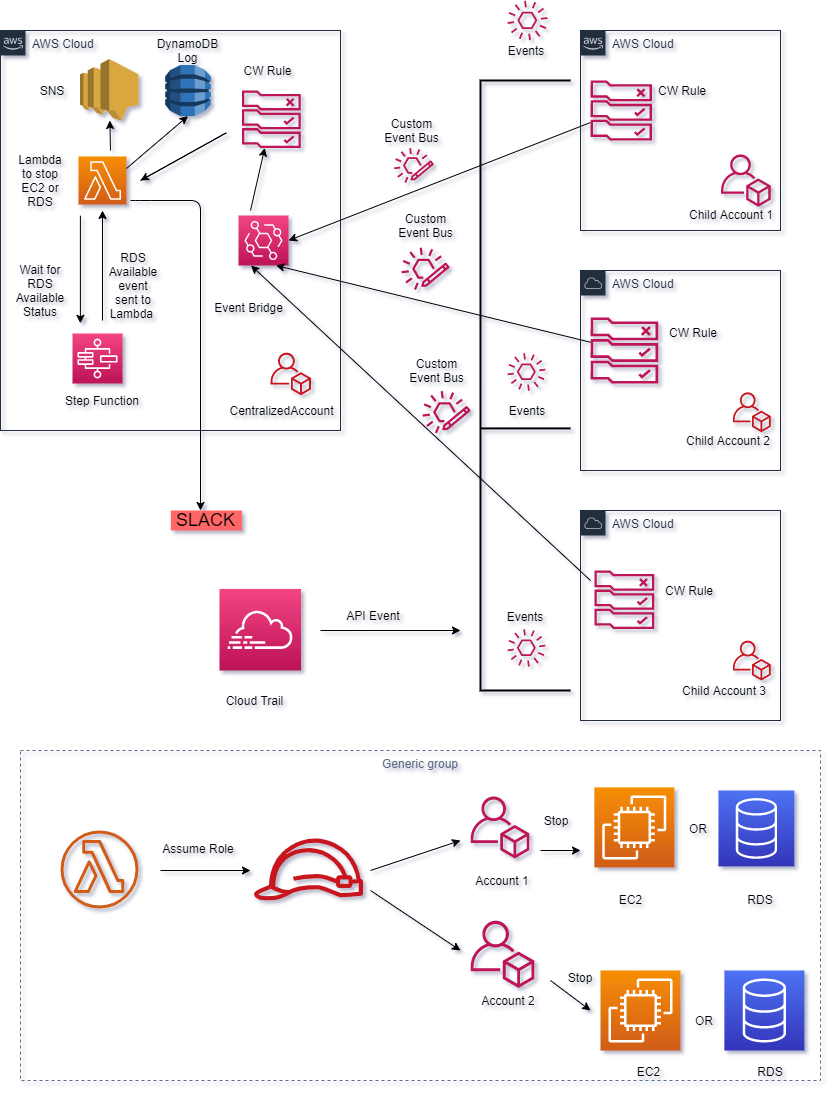 aws
AWS Cloud
DynamoDB
Log
SNS
CW Rule
Lambda
to stop
EC2 or
RDS
Wait for
RDS
Available
Status
RDS
Available
event
sent to
Lambda
Event Bridge
Step Function
CentralizedAccount
SLACK
Custom
Event Bus
Custom
Event Bus
Custom
Event Bus
Events
Events
Events
aws
AWS Cloud
CW Rule
Child Account 1
AWS Cloud
CW Rule
Child Account 2
AWS Cloud
CW Rule
Child Account 3
API Event
Cloud Trail
Generic group
Assume Role
Account 1
Stop
EC2
OR
RDS
Account 2
Stop
EC2
OR
RDS